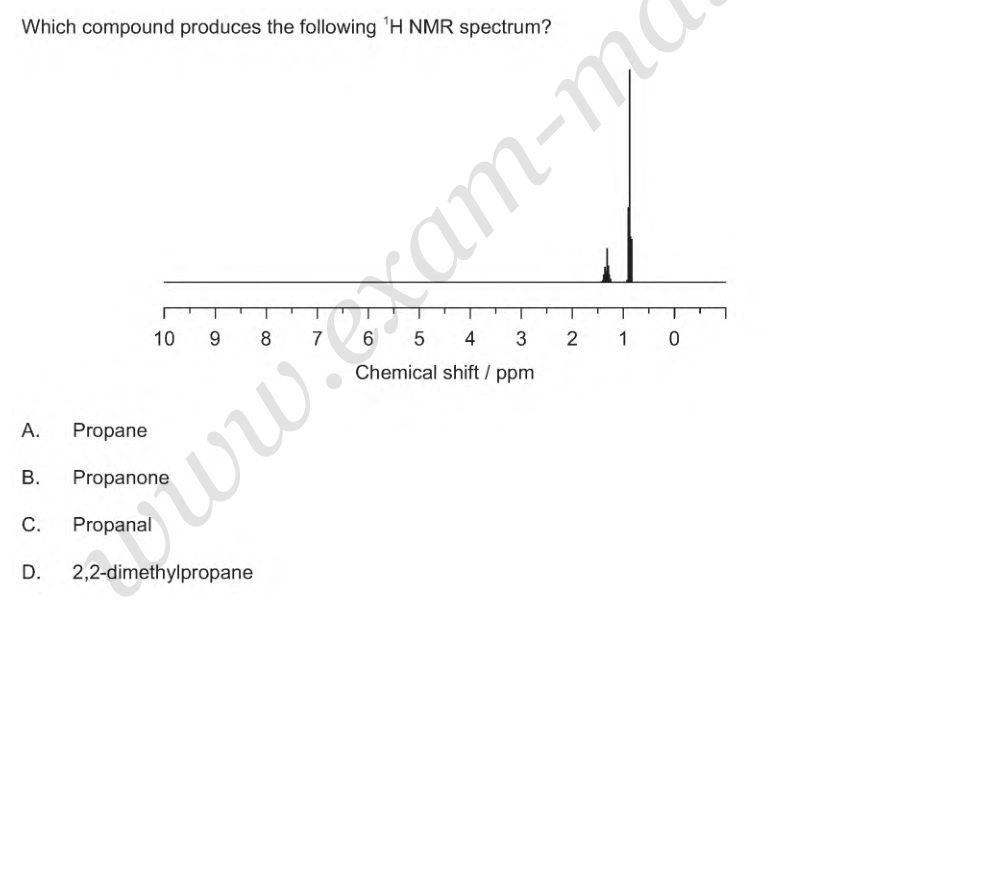 Which compound produces the following ¹H NMR spectrum?
10 9 8 7 6 5 4 3 2 1 0
Chemical shift / ppm
A. Propane
B. Propanone
C. Propanal
D. 2,2-dimethylpropane
www.exam-ma